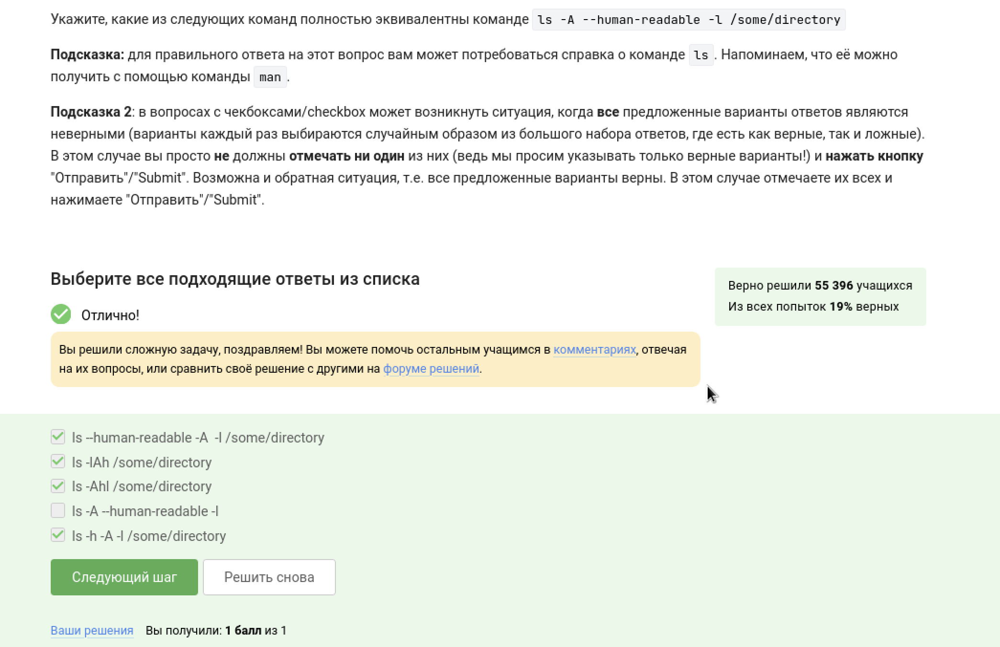 Укажите, какие из следующих команд полностью эквивалентны команде ls -A --human-readable -l /some/directory
Подсказка: для правильного ответа на этот вопрос вам может потребоваться справка о команде ls. Напоминаем, что её можно
получить с помощью команды man.
Подсказка 2: в вопросах с чекбоксами/checkbox может возникнуть ситуация, когда все предложенные варианты ответов являются
неверными (варианты каждый раз выбираются случайным образом из большого набора ответов, где есть как верные, так и ложные).
В этом случае вы просто не должны отмечать ни один из них (ведь мы просим указывать только верные варианты!) и нажать кнопку
"Отправить"/"Submit". Возможна и обратная ситуация, т.е. все предложенные варианты верны. В этом случае отмечаете их всех и
нажимаете "Отправить"/"Submit".
Выберите все подходящие ответы из списка
Верно решили 55 396 учащихся
Из всех попыток 19% верных
Отлично!
Вы решили сложную задачу, поздравляем! Вы можете помочь остальным учащимся в комментариях, отвечая
на их вопросы, или сравнить своё решение с другими на форуме решений.
ls --human-readable -A  -l /some/directory
ls -lAh /some/directory
ls -Ahl /some/directory
ls -A --human-readable -l
ls -h -A -l /some/directory
Следующий шаг
Решить снова
Ваши решения Вы получили: 1 балл из 1